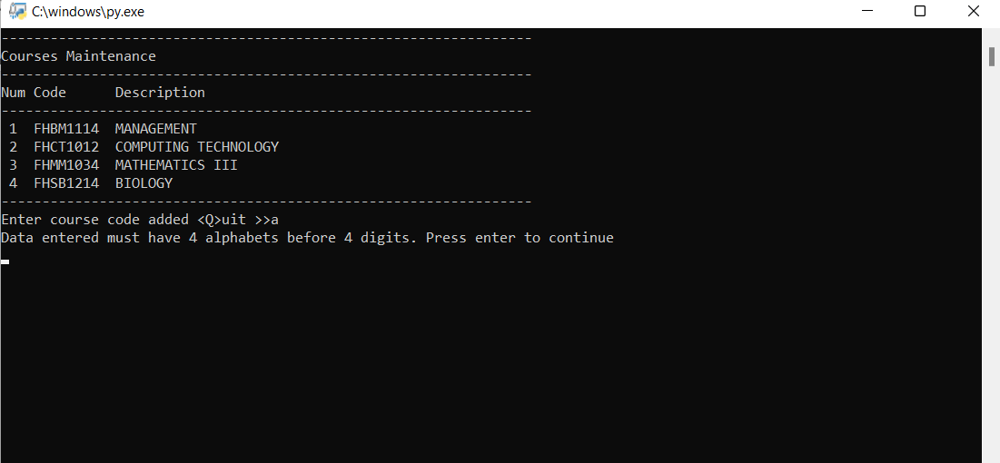 C:\windows\py.exe
-----------------------------------------------------------------
Courses Maintenance
-----------------------------------------------------------------
Num Code      Description
-----------------------------------------------------------------
 1  FHBM1114  MANAGEMENT
 2  FHCT1012  COMPUTING TECHNOLOGY
 3  FHMM1034  MATHEMATICS III
 4  FHSB1214  BIOLOGY
-----------------------------------------------------------------
Enter course code added <Q>uit >>a
Data entered must have 4 alphabets before 4 digits. Press enter to continue